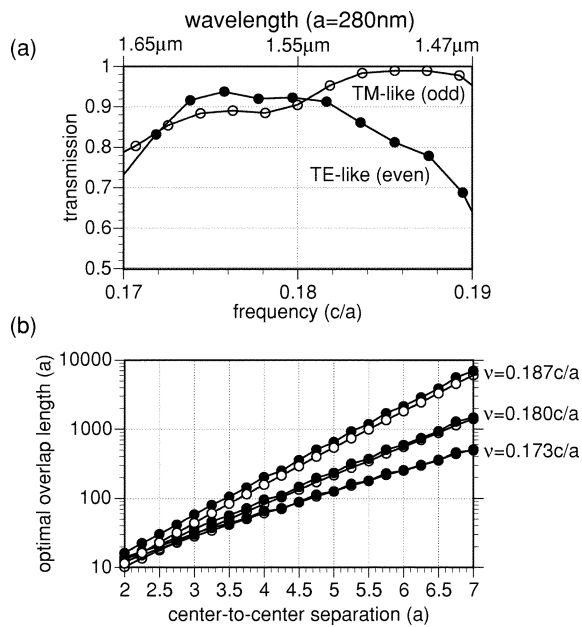 wavelength (a=280nm)
(a)
1.65µm 1.55µm 1.47µm
1
0.9
0.8
0.7
0.6
0.5
transmission
TM-like (odd)
TE-like (even)
0.17 0.18 0.19
frequency (c/a)
(b)
10000
1000
100
10
optimal overlap length (a)
ν=0.187c/a
ν=0.180c/a
ν=0.173c/a
2 2.5 3 3.5 4 4.5 5 5.5 6 6.5 7
center-to-center separation (a)